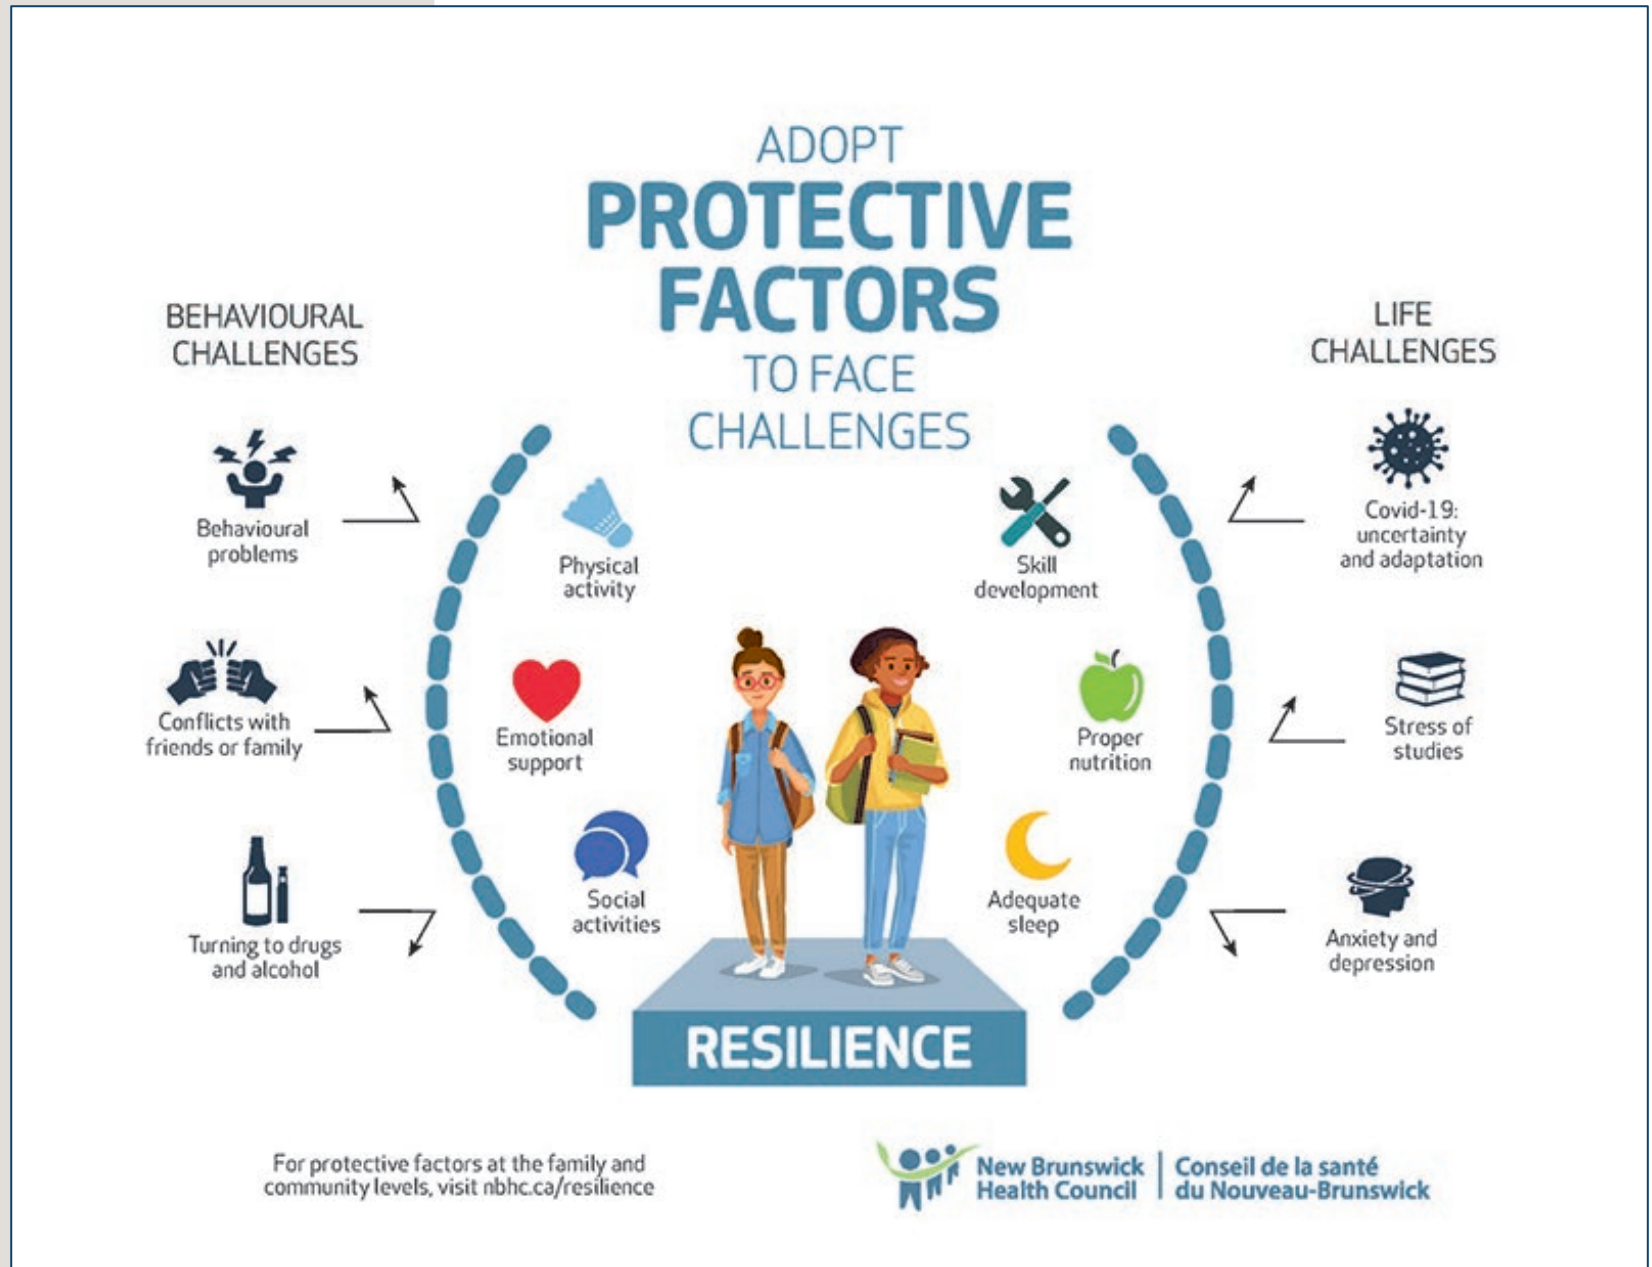 ADOPT
PROTECTIVE
FACTORS
TO FACE
CHALLENGES
BEHAVIOURAL
CHALLENGES
Behavioural
problems
Conflicts with
friends or family
Turning to drugs
and alcohol
Physical
activity
Emotional
support
Social
activities
Skill
development
Proper
nutrition
Adequate
sleep
LIFE
CHALLENGES
Covid-19:
uncertainty
and adaptation
Stress of
studies
Anxiety and
depression
RESILIENCE
For protective factors at the family and
community levels, visit nbhc.ca/resilience
New Brunswick
Health Council
Conseil de la santé
du Nouveau-Brunswick